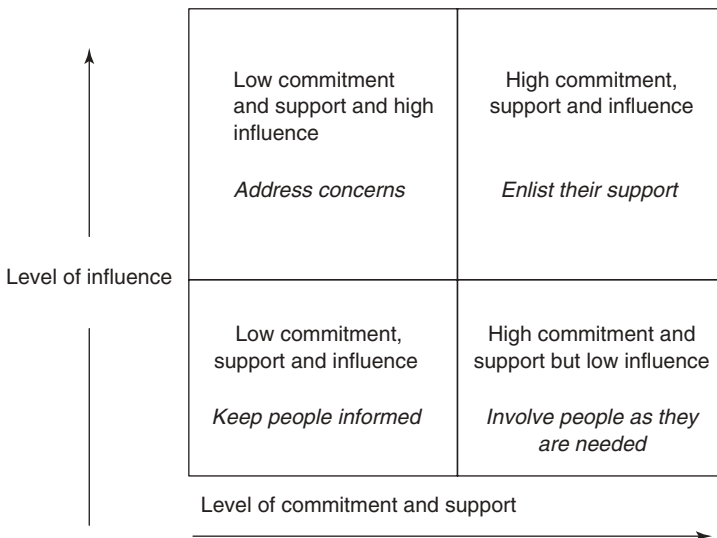 Low commitment
and support and high
influence
Address concerns
High commitment,
support and influence
Enlist their support
Level of influence
Low commitment,
support and influence
Keep people informed
High commitment and
support but low influence
Involve people as they
are needed
Level of commitment and support